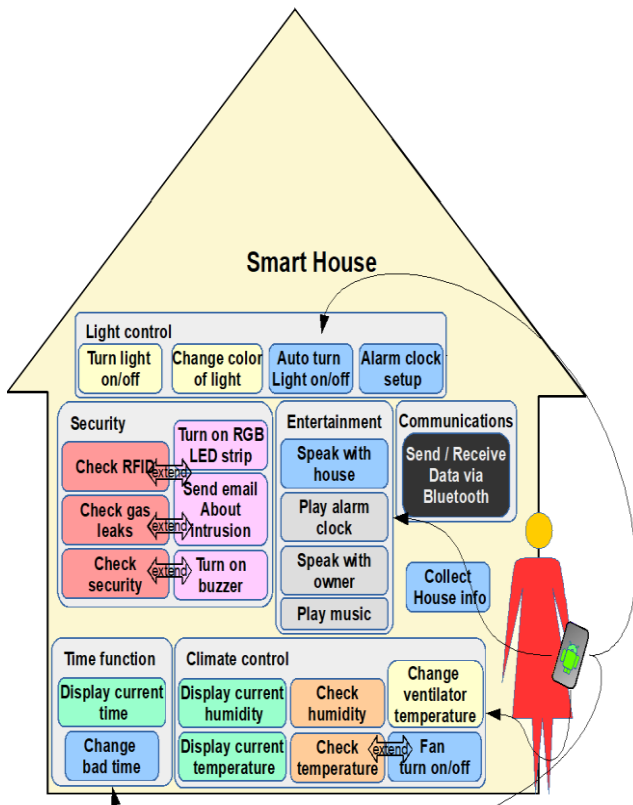 Smart House
Light control
Turn light
on/off
Change color
of light
Auto turn
Light on/off
Alarm clock
setup
Security
Check RFID
extend
Turn on RGB
LED strip
Check gas
leaks
extend
Send email
About
intrusion
Check
security
extend
Turn on
buzzer
Entertainment
Speak with
house
Play alarm
clock
Speak with
owner
Play music
Communications
Send / Receive
Data via
Bluetooth
Collect
House info
Time function
Display current
time
Change
bad time
Climate control
Display current
humidity
Check
humidity
Change
ventilator
temperature
Display current
temperature
Check
temperature
extend
Fan
turn on/off